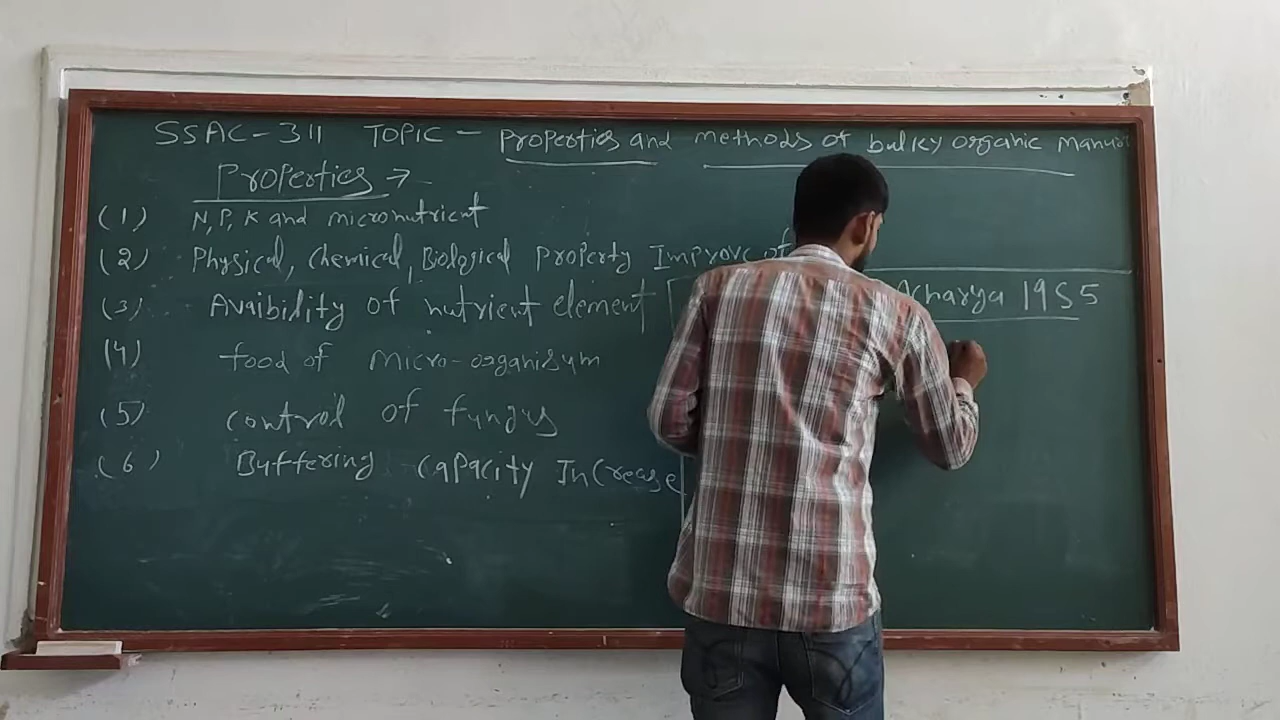 SSAC-311 TOPIC - Properties and methods of bulky organic manur
Properties →
(1) N, P, K and micronutrient
(2) Physical, Chemical, Biological Property Improve of
(3) Avaibility of nutrient element
Acharya 1955
(4) food of Micro-organisum
(5) control of fungus
(6) Buffering capacity Increase